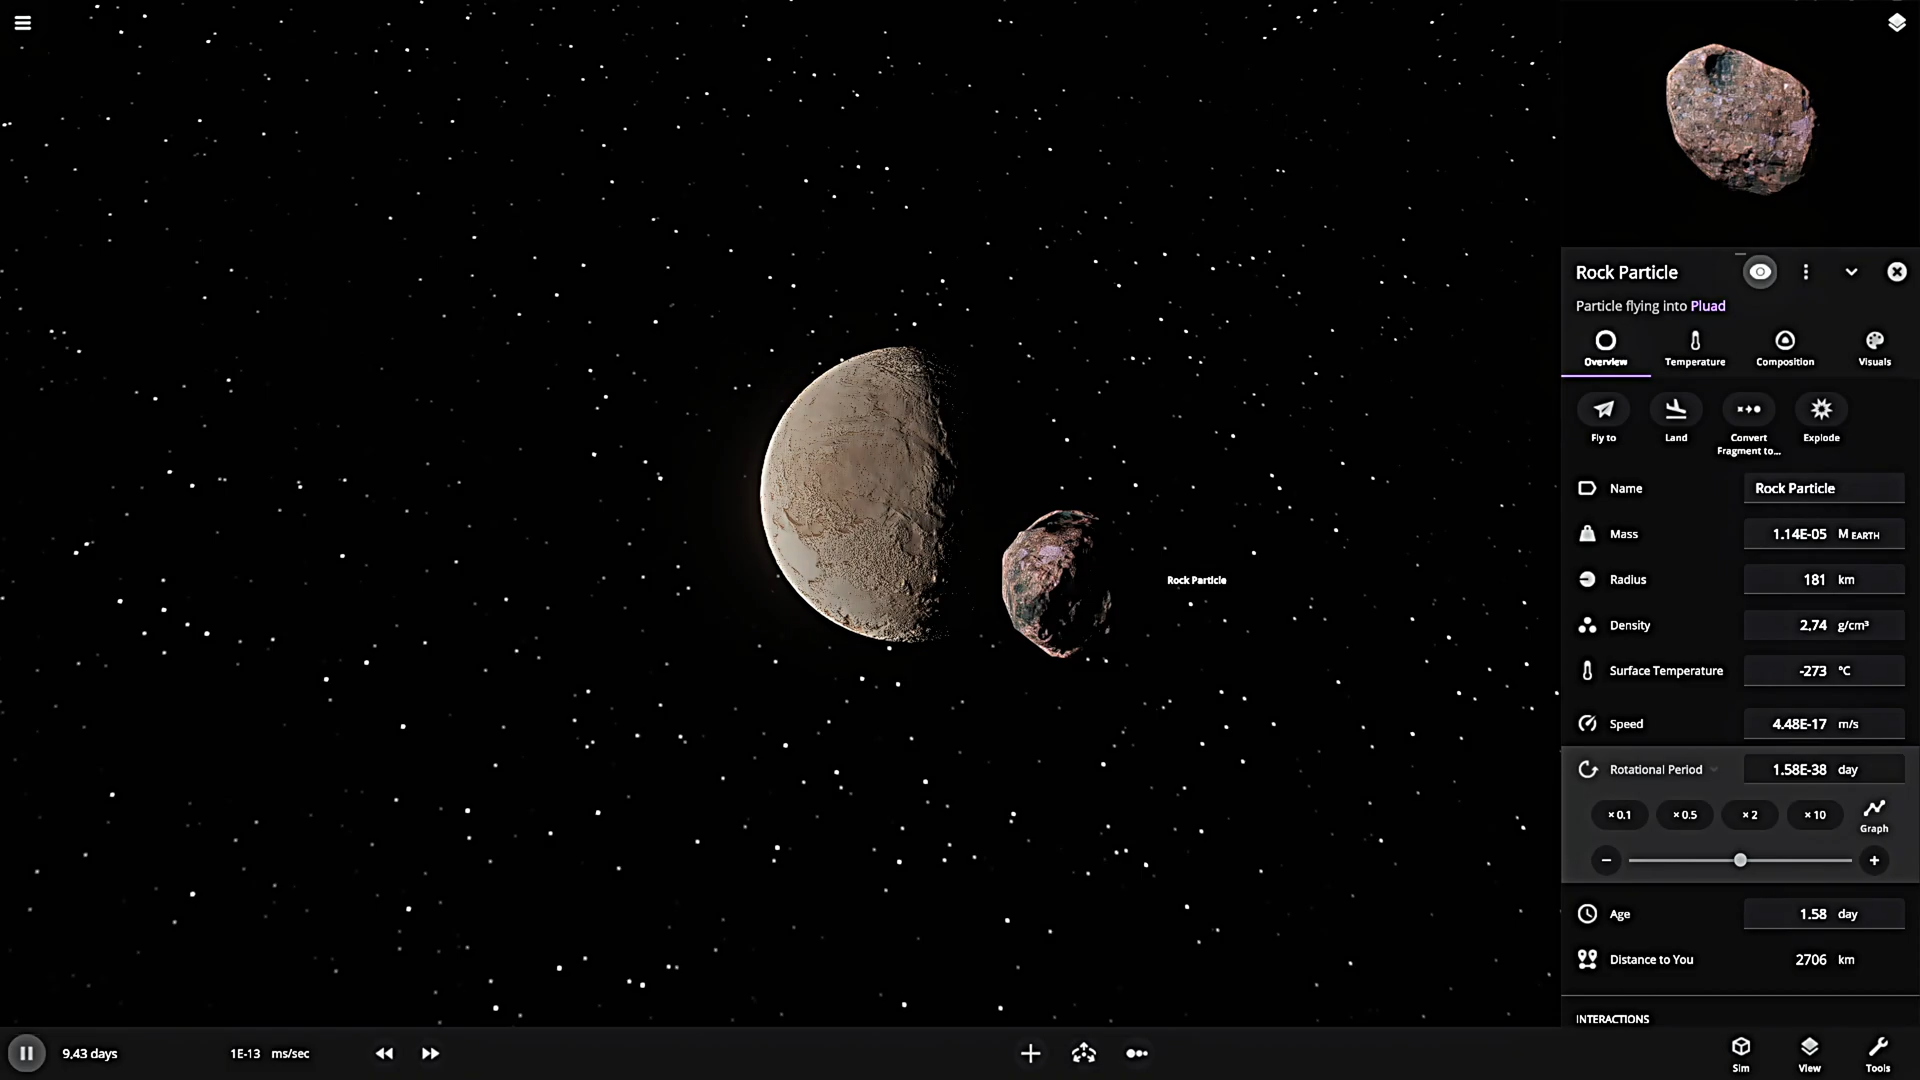 Rock Particle
Particle flying into Pluad
Overview Temperature Composition Visuals
Fly to Land Convert Explode
Fragment to...
Name Rock Particle
Mass 1.14E-05 M EARTH
Radius 181 km
Density 2,74 g/cm³
Surface Temperature -273 °C
Speed 4.48E-17 m/s
Rotational Period 1.58E-38 day
× 0.1 × 0.5 × 2 × 10 Graph
Age 1.58 day
Distance to You 2706 km
INTERACTIONS
Rock Particle
9,43 days 1E-13 ms/sec
Sim View Tools